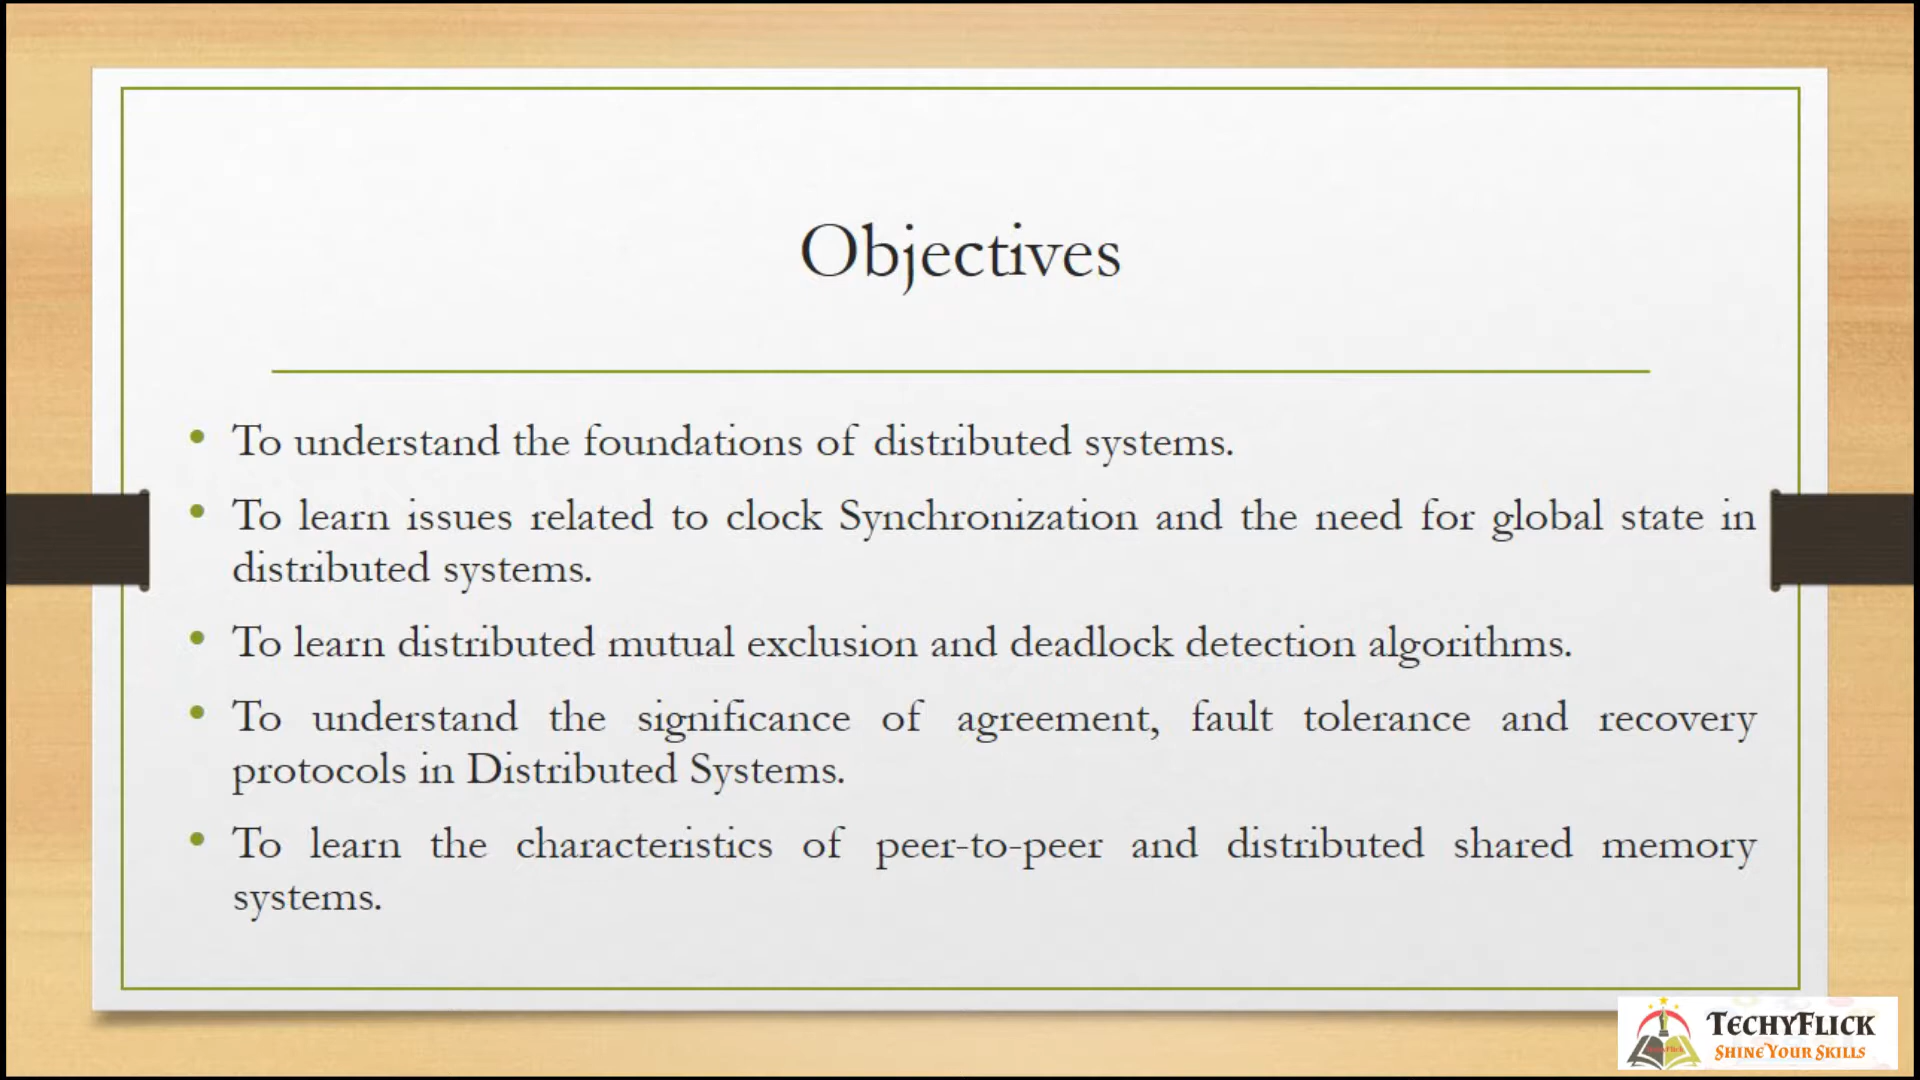 Objectives
• To understand the foundations of distributed systems.
• To learn issues related to clock Synchronization and the need for global state in
distributed systems.
• To learn distributed mutual exclusion and deadlock detection algorithms.
• To understand the significance of agreement, fault tolerance and recovery
protocols in Distributed Systems.
• To learn the characteristics of peer-to-peer and distributed shared memory
systems.
TECHYFLICK
SHINE YOUR SKILLS